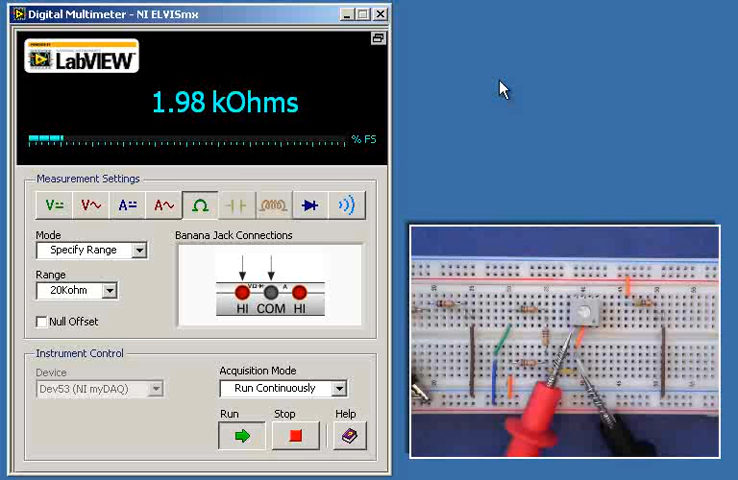 Digital Multimeter - NI ELVISmx
LabVIEW
1.98 kOhms
% FS
Measurement Settings
V
V
A
A
Ω
Mode
Specify Range
Banana Jack Connections
Range
20Kohm
VΩ
A
HI COM HI
Null Offset
Instrument Control
Device
Dev53 (NI myDAQ)
Acquisition Mode
Run Continuously
Run Stop Help